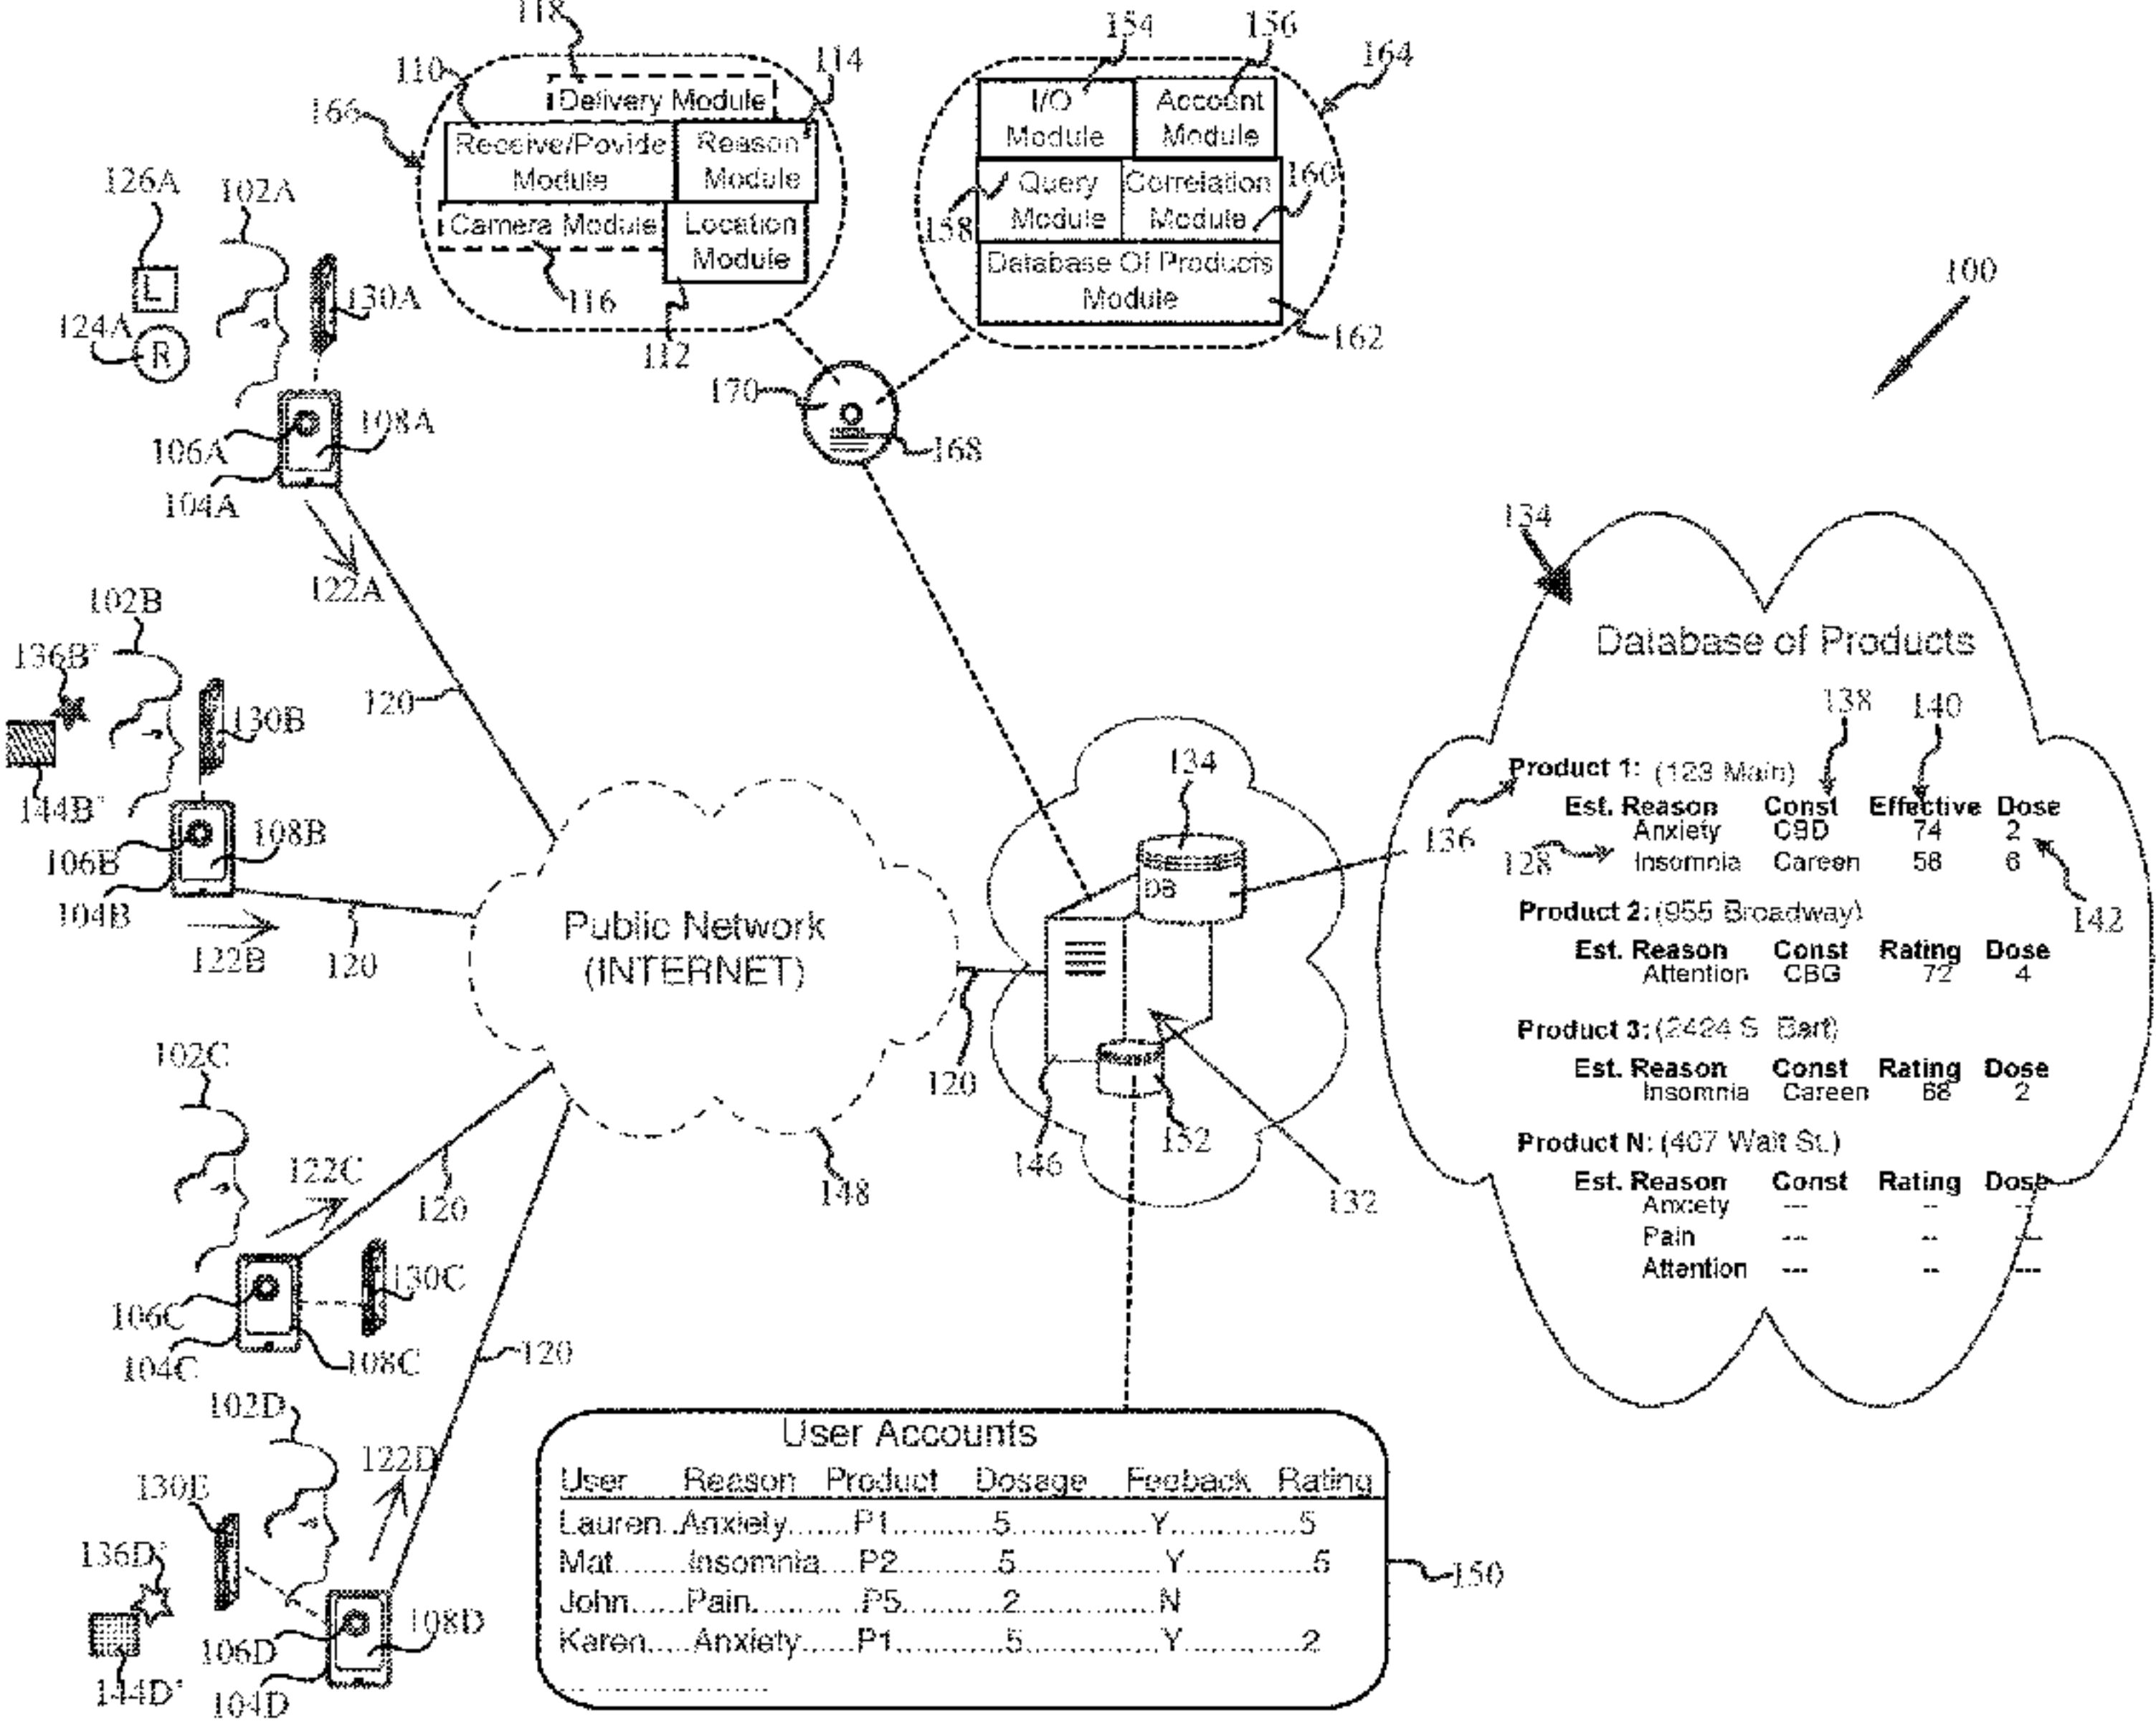 118
154
156
110
114
164
Delivery Module
I/O
Module
Account
Module
166
Receive/Povide
Module
Reason
Module
126A
102A
Query
Module
Correlation
Module
160
158
Camera Module
Location
Module
Database Of Products
Module
L
130A
116
100
124A
R
112
162
170
108A
106A
168
104A
134
122A
102B
Database of Products
136B'
120
130B
138
140
134
144B'
Product 1: (123 Main)
Est. Reason Const Effective Dose
Anxiety CBD 74 2
108B
136
128
Insomnia Careen 56 6
106B
DB
104B
Product 2: (955 Broadway)
142
Public Network
(INTERNET)
122B
120
Est. Reason Const Rating Dose
Attention CBG 72 4
Product 3: (2424 S. Bart)
102C
120
Est. Reason Const Rating Dose
Insomnia Careen 68 2
152
Product N: (407 Walt St.)
122C
146
148
132
120
Est. Reason Const Rating Dose
Anxiety --- -- ---
Pain --- -- ---
Attention --- -- ---
130C
106C
104C
108C
120
102D
User Accounts
122D
130E
User Reason Product Dosage Feeback Rating
Lauren..Anxiety.......P1..........5..............Y............5
136D'
Mat.......Insomnia....P2..........5...............Y............5
150
John......Pain.......... .P5.........2..............N
108D
106D
Karen.....Anxiety......P1..........5..............Y...........2
144D'
104D